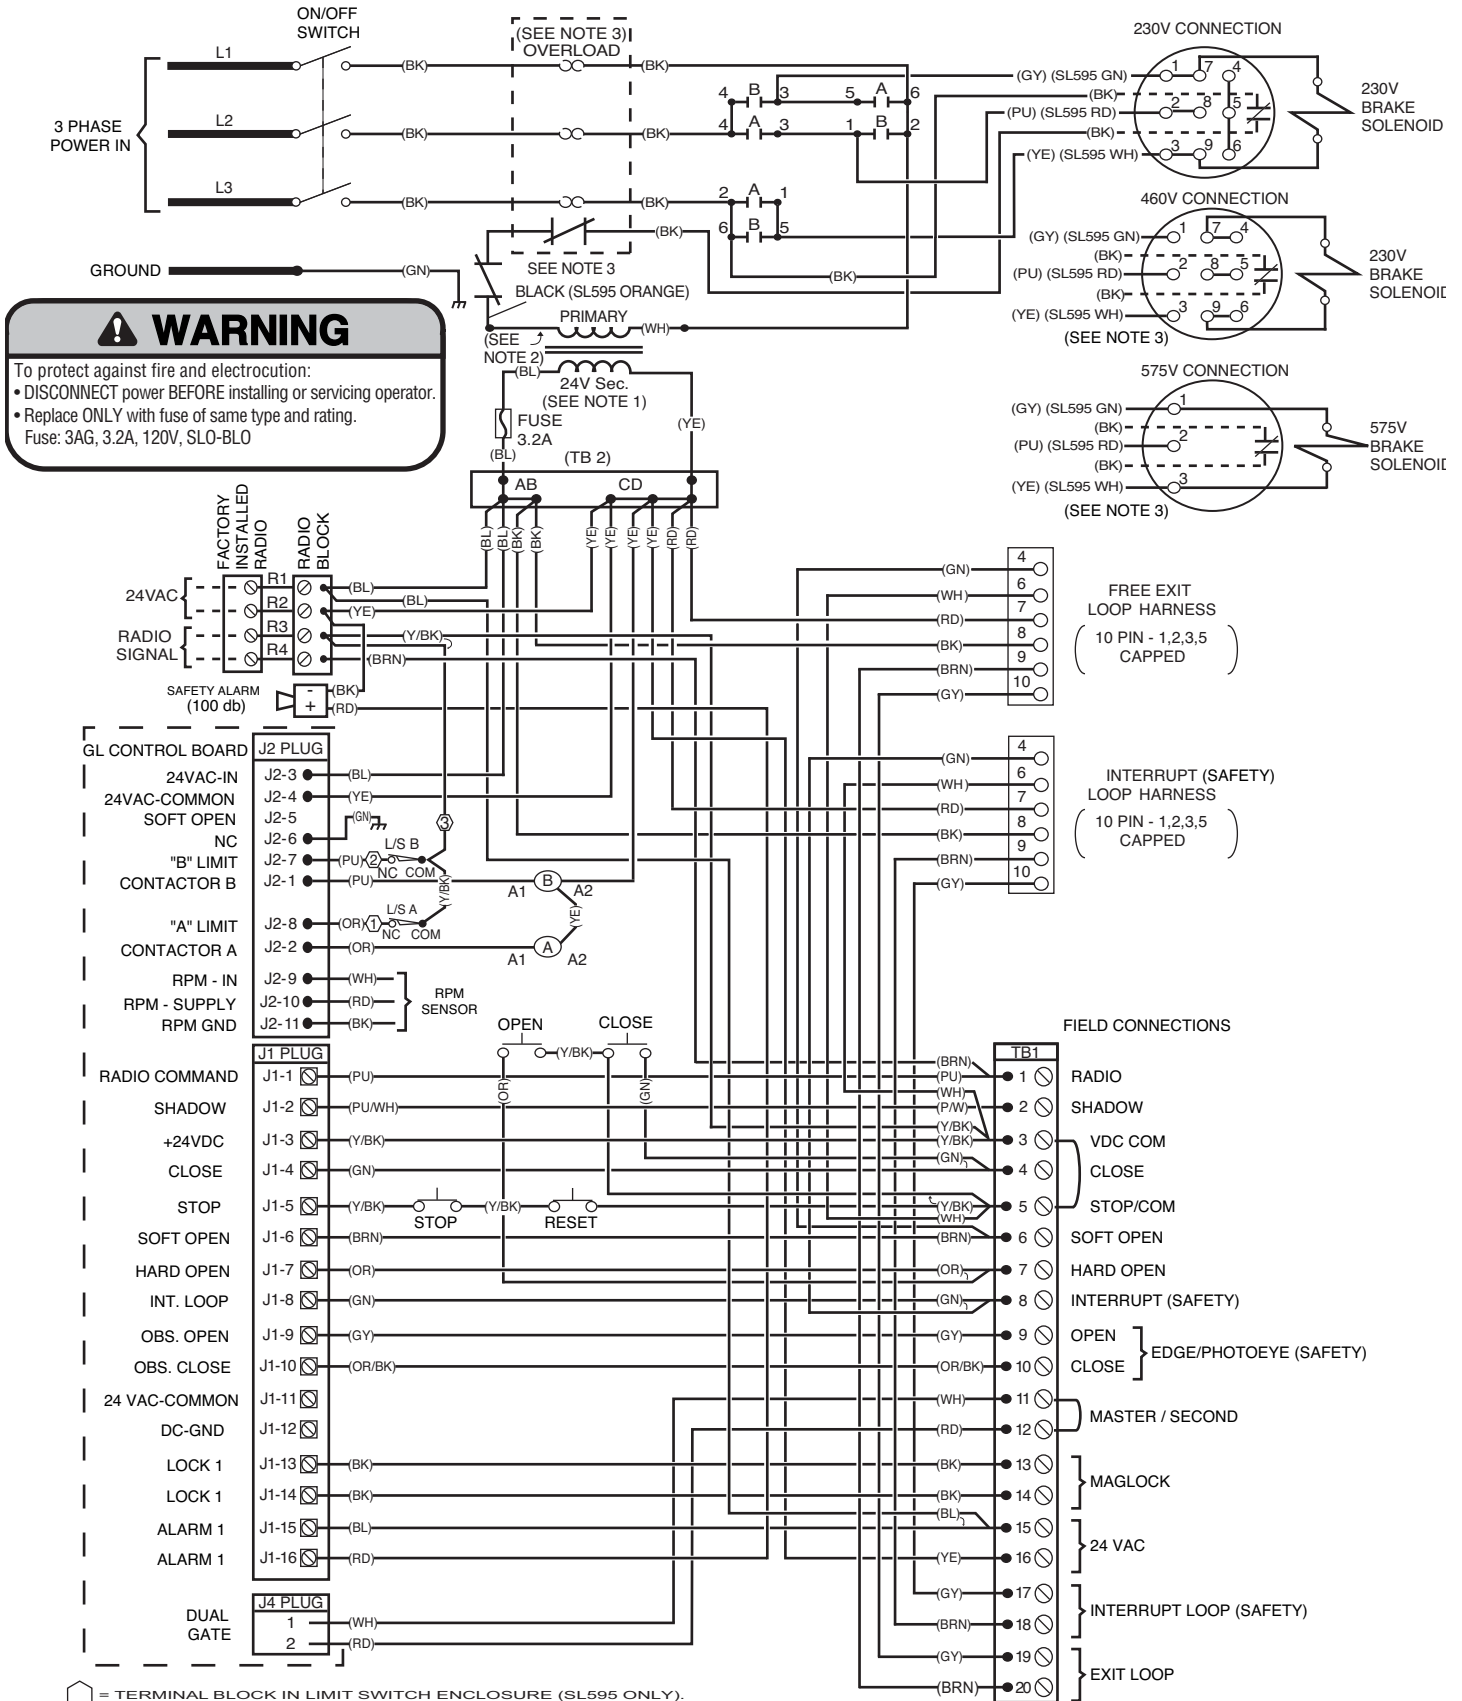 ON/OFF
SWITCH
(SEE NOTE 3)
OVERLOAD
230V CONNECTION
L1
(BK)
(BK)
4 B 3 5 A 6
(GY) (SL595 GN)
(BK)
(PU) (SL595 RD)
(BK)
(YE) (SL595 WH)
1 7 4
2 8 5
3 9 6
230V
BRAKE
SOLENOID
3 PHASE
POWER IN
L2
(BK)
(BK)
4 A 3 1 B 2
L3
(BK)
(BK)
2 A 1
6 B 5
(BK)
460V CONNECTION
(GY) (SL595 GN)
(BK)
(PU) (SL595 RD)
(BK)
(YE) (SL595 WH)
(SEE NOTE 3)
1 7 4
2 8 5
3 9 6
230V
BRAKE
SOLENOID
GROUND
(GN)
SEE NOTE 3
(BK)
BLACK (SL595 ORANGE)
PRIMARY
(WH)
(SEE
NOTE 2)
(BL)
24V Sec.
(SEE NOTE 1)
FUSE
3.2A
(BL)
(YE)
(TB 2)
AB CD
WARNING
To protect against fire and electrocution:
• DISCONNECT power BEFORE installing or servicing operator.
• Replace ONLY with fuse of same type and rating.
Fuse: 3AG, 3.2A, 120V, SLO-BLO
575V CONNECTION
(GY) (SL595 GN)
(BK)
(PU) (SL595 RD)
(BK)
(YE) (SL595 WH)
(SEE NOTE 3)
1
2
3
575V
BRAKE
SOLENOID
(BL) (BL) (BK) (BK) (YE) (YE) (YE) (YE) (RD) (RD)
FACTORY
INSTALLED
RADIO
RADIO
BLOCK
24VAC
R1
(BL)
(BL)
R2
(YE)
RADIO
SIGNAL
R3
(Y/BK)
R4
(BRN)
SAFETY ALARM
(100 db)
-
+
(BK)
(RD)
4 (GN)
6 (WH)
7 (RD)
8 (BK)
9 (BRN)
10 (GY)
FREE EXIT
LOOP HARNESS
10 PIN - 1,2,3,5
CAPPED
4 (GN)
6 (WH)
7 (RD)
8 (BK)
9 (BRN)
10 (GY)
INTERRUPT (SAFETY)
LOOP HARNESS
10 PIN - 1,2,3,5
CAPPED
GL CONTROL BOARD
J2 PLUG
24VAC-IN J2-3 (BL)
24VAC-COMMON J2-4 (YE)
SOFT OPEN J2-5
NC J2-6 (GN)
"B" LIMIT J2-7 (PU) 2 L/S B
NC COM
3
CONTACTOR B J2-1 (PU) A1 B A2
(Y/BK)
(YE)
"A" LIMIT J2-8 (OR) 1 L/S A
NC COM
CONTACTOR A J2-2 (OR) A1 A A2
RPM - IN J2-9 (WH)
RPM - SUPPLY J2-10 (RD)
RPM GND J2-11 (BK)
RPM
SENSOR
OPEN
CLOSE
(Y/BK)
(OR)
(GN)
J1 PLUG
RADIO COMMAND J1-1 (PU)
SHADOW J1-2 (PU/WH)
+24VDC J1-3 (Y/BK)
CLOSE J1-4 (GN)
STOP J1-5 (Y/BK) STOP (Y/BK) RESET
SOFT OPEN J1-6 (BRN)
HARD OPEN J1-7 (OR)
INT. LOOP J1-8 (GN)
OBS. OPEN J1-9 (GY)
OBS. CLOSE J1-10 (OR/BK)
24 VAC-COMMON J1-11
DC-GND J1-12
LOCK 1 J1-13 (BK)
LOCK 1 J1-14 (BK)
ALARM 1 J1-15 (BL)
ALARM 1 J1-16 (RD)
J4 PLUG
DUAL
GATE
1 (WH)
2 (RD)
FIELD CONNECTIONS
TB1
(BRN)
(PU) 1 RADIO
(WH)
(P/W) 2 SHADOW
(Y/BK)
(Y/BK) 3 VDC COM
(GN) 4 CLOSE
(Y/BK) 5 STOP/COM
(WH)
(BRN) 6 SOFT OPEN
(OR) 7 HARD OPEN
(GN) 8 INTERRUPT (SAFETY)
(GY) 9 OPEN
(OR/BK) 10 CLOSE
EDGE/PHOTOEYE (SAFETY)
(WH) 11
(RD) 12
MASTER / SECOND
(BK) 13
(BK) 14
MAGLOCK
(BL) 15
(YE) 16
24 VAC
(GY) 17
(BRN) 18
INTERRUPT LOOP (SAFETY)
(GY) 19
(BRN) 20
EXIT LOOP
= TERMINAL BLOCK IN LIMIT SWITCH ENCLOSURE (SL595 ONLY).